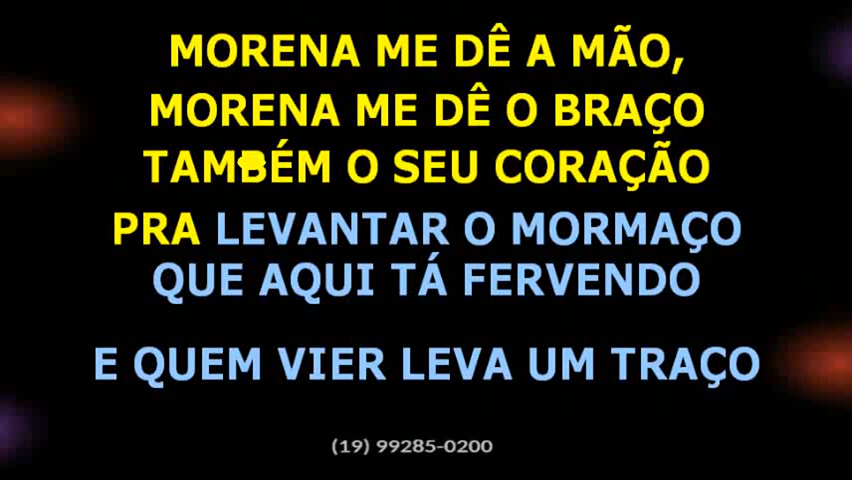 MORENA ME DÊ A MÃO,
MORENA ME DÊ O BRAÇO
TAMBÉM O SEU CORAÇÃO
PRA LEVANTAR O MORMAÇO
QUE AQUI TÁ FERVENDO
E QUEM VIER LEVA UM TRAÇO
(19) 99285-0200